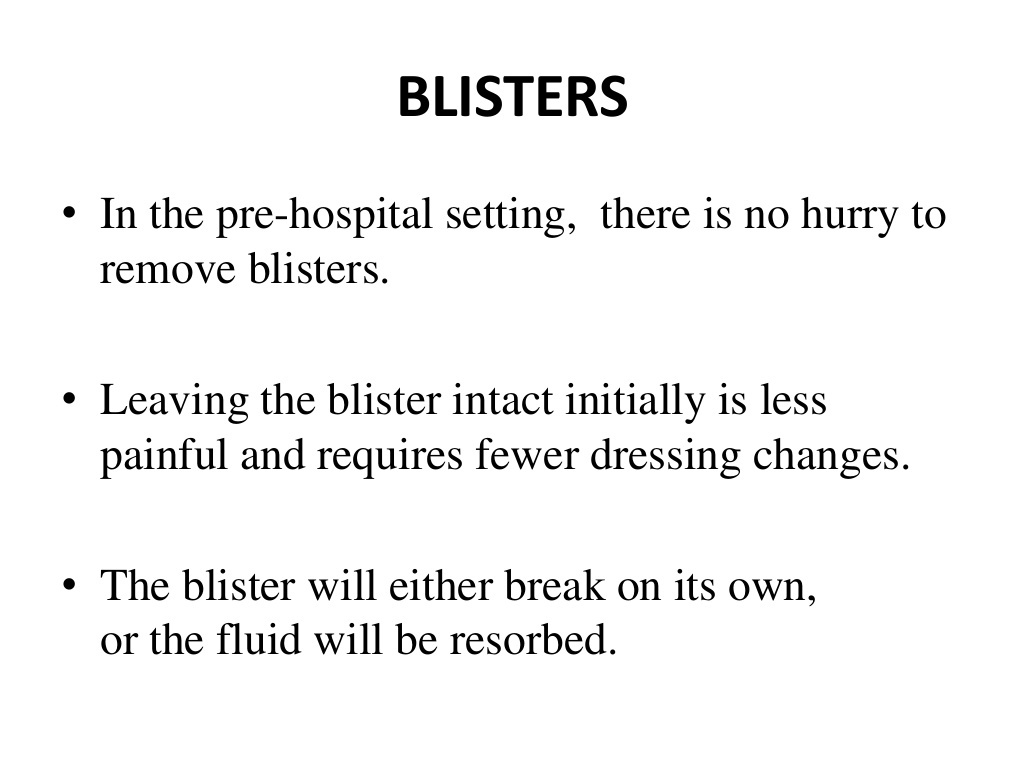 BLISTERS
• In the pre-hospital setting,  there is no hurry to
remove blisters.
• Leaving the blister intact initially is less
painful and requires fewer dressing changes.
• The blister will either break on its own,
or the fluid will be resorbed.